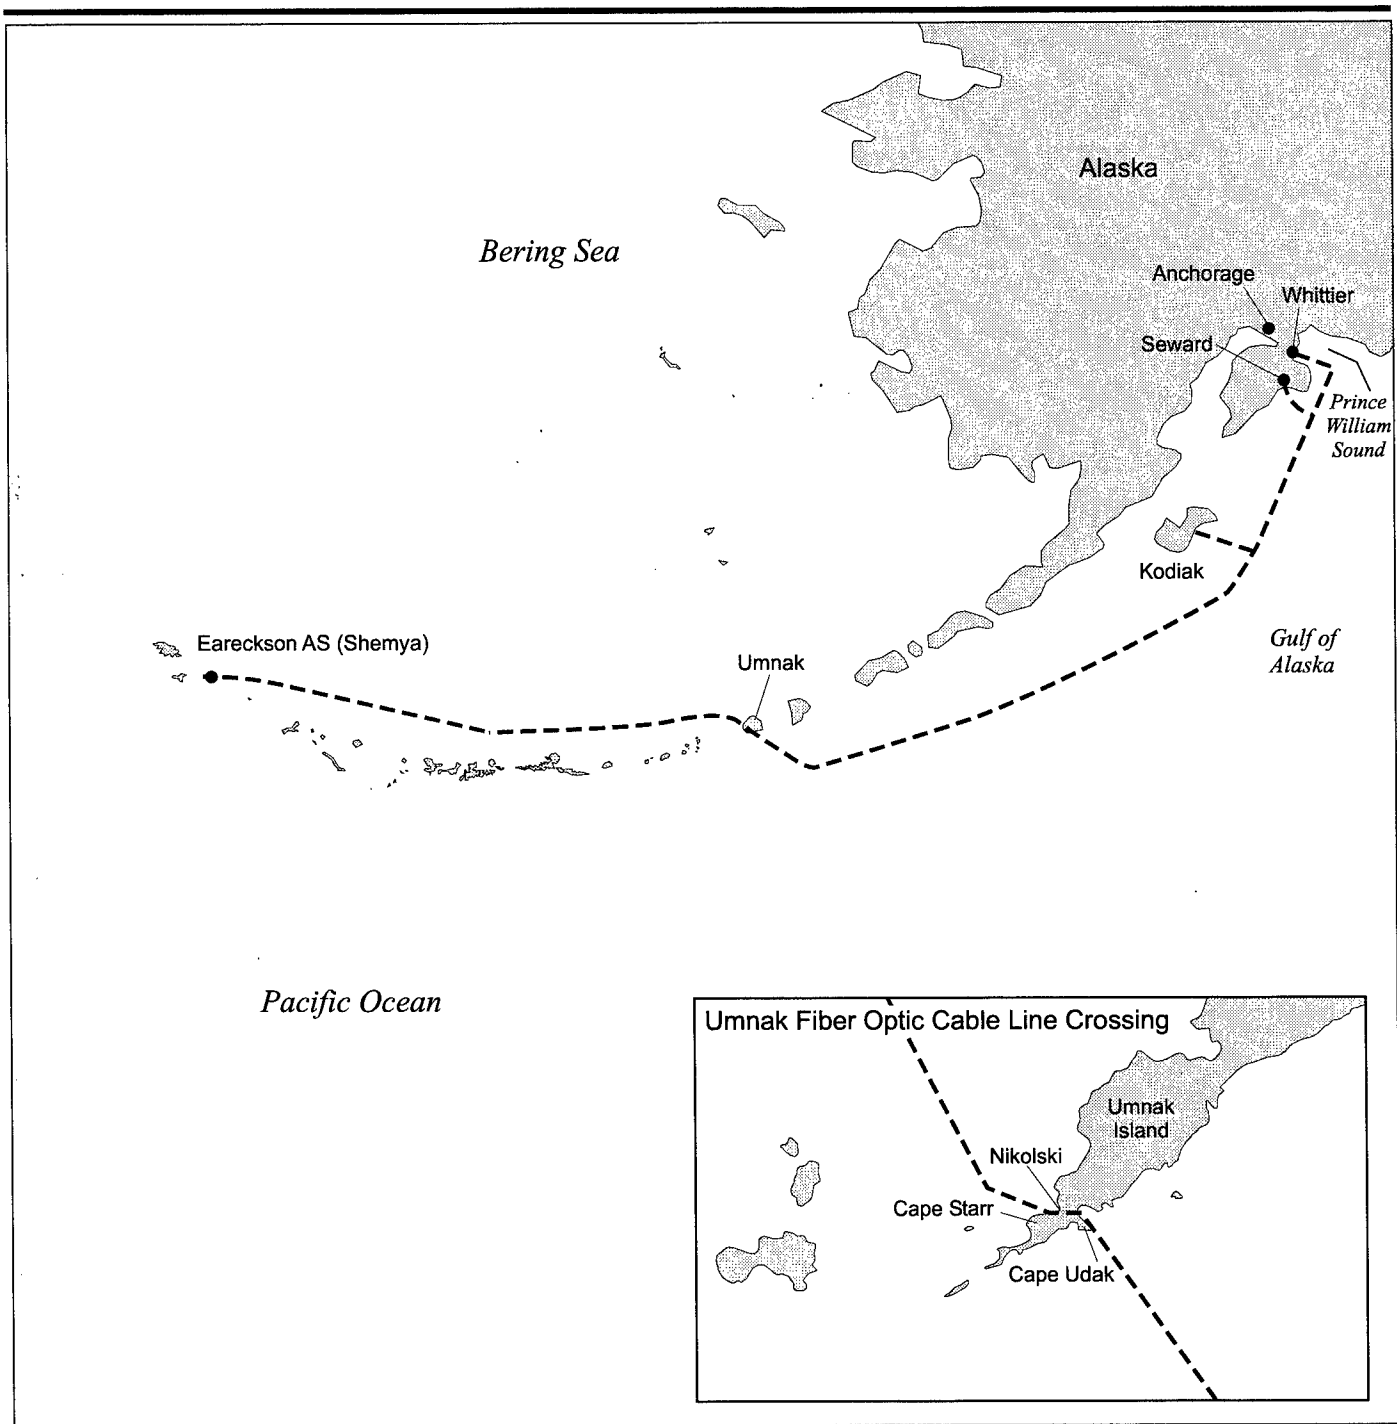 Alaska
Bering Sea
Anchorage
Whittier
Seward
Prince
William
Sound
Kodiak
Eareckson AS (Shemya)
Umnak
Gulf of
Alaska
Pacific Ocean
Umnak Fiber Optic Cable Line Crossing
Umnak
Island
Nikolski
Cape Starr
Cape Udak